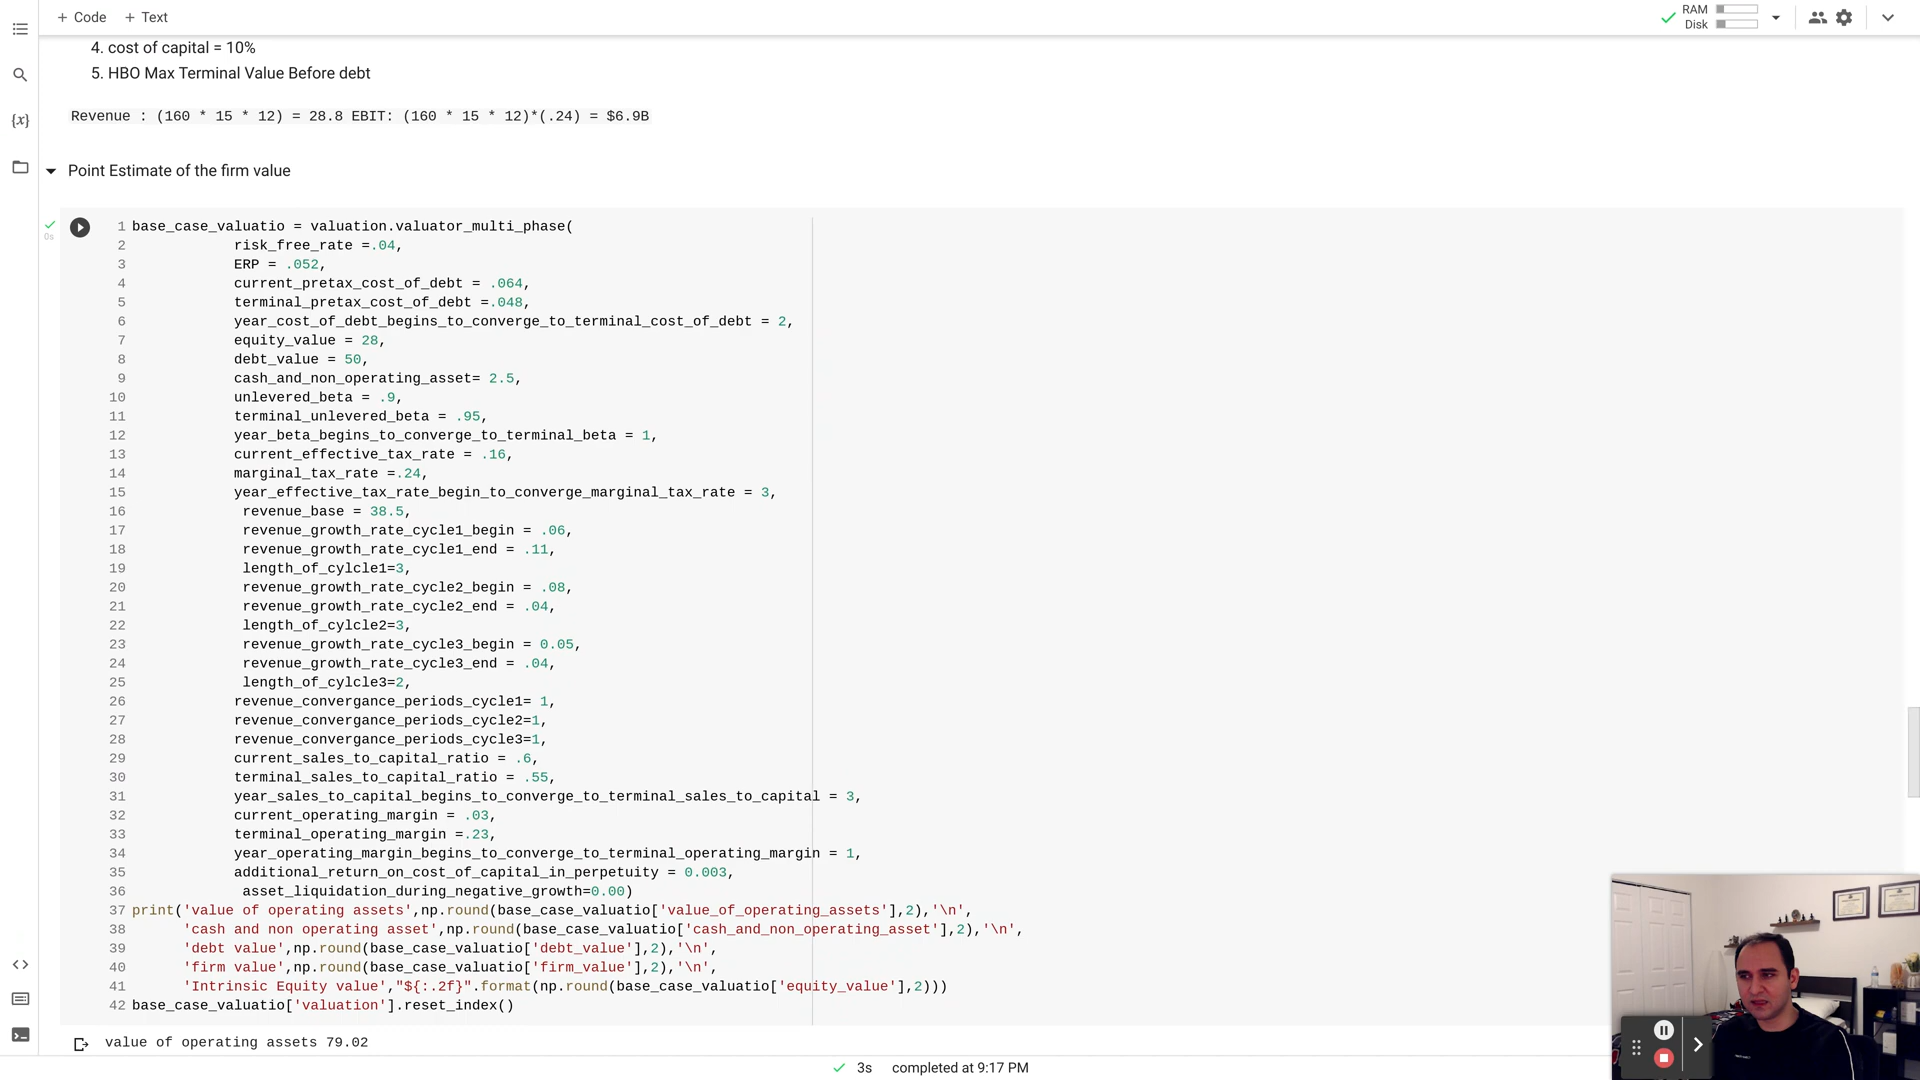 + Code + Text
RAM
Disk
4. cost of capital = 10%
5. HBO Max Terminal Value Before debt
Revenue : (160 * 15 * 12) = 28.8 EBIT: (160 * 15 * 12)*(.24) = $6.9B
{x}
Point Estimate of the firm value
0s
1 base_case_valuatio = valuation.valuator_multi_phase(
2 risk_free_rate =.04,
3 ERP = .052,
4 current_pretax_cost_of_debt = .064,
5 terminal_pretax_cost_of_debt =.048,
6 year_cost_of_debt_begins_to_converge_to_terminal_cost_of_debt = 2,
7 equity_value = 28,
8 debt_value = 50,
9 cash_and_non_operating_asset= 2.5,
10 unlevered_beta = .9,
11 terminal_unlevered_beta = .95,
12 year_beta_begins_to_converge_to_terminal_beta = 1,
13 current_effective_tax_rate = .16,
14 marginal_tax_rate =.24,
15 year_effective_tax_rate_begin_to_converge_marginal_tax_rate = 3,
16 revenue_base = 38.5,
17 revenue_growth_rate_cycle1_begin = .06,
18 revenue_growth_rate_cycle1_end = .11,
19 length_of_cylcle1=3,
20 revenue_growth_rate_cycle2_begin = .08,
21 revenue_growth_rate_cycle2_end = .04,
22 length_of_cylcle2=3,
23 revenue_growth_rate_cycle3_begin = 0.05,
24 revenue_growth_rate_cycle3_end = .04,
25 length_of_cylcle3=2,
26 revenue_convergance_periods_cycle1= 1,
27 revenue_convergance_periods_cycle2=1,
28 revenue_convergance_periods_cycle3=1,
29 current_sales_to_capital_ratio = .6,
30 terminal_sales_to_capital_ratio = .55,
31 year_sales_to_capital_begins_to_converge_to_terminal_sales_to_capital = 3,
32 current_operating_margin = .03,
33 terminal_operating_margin =.23,
34 year_operating_margin_begins_to_converge_to_terminal_operating_margin = 1,
35 additional_return_on_cost_of_capital_in_perpetuity = 0.003,
36 asset_liquidation_during_negative_growth=0.00)
37 print('value of operating assets',np.round(base_case_valuatio['value_of_operating_assets'],2),'\n',
38 'cash and non operating asset',np.round(base_case_valuatio['cash_and_non_operating_asset'],2),'\n',
39 'debt value',np.round(base_case_valuatio['debt_value'],2),'\n',
40 'firm value',np.round(base_case_valuatio['firm_value'],2),'\n',
41 'Intrinsic Equity value',"${:.2f}".format(np.round(base_case_valuatio['equity_value'],2)))
42 base_case_valuatio['valuation'].reset_index()
value of operating assets 79.02
3s completed at 9:17 PM